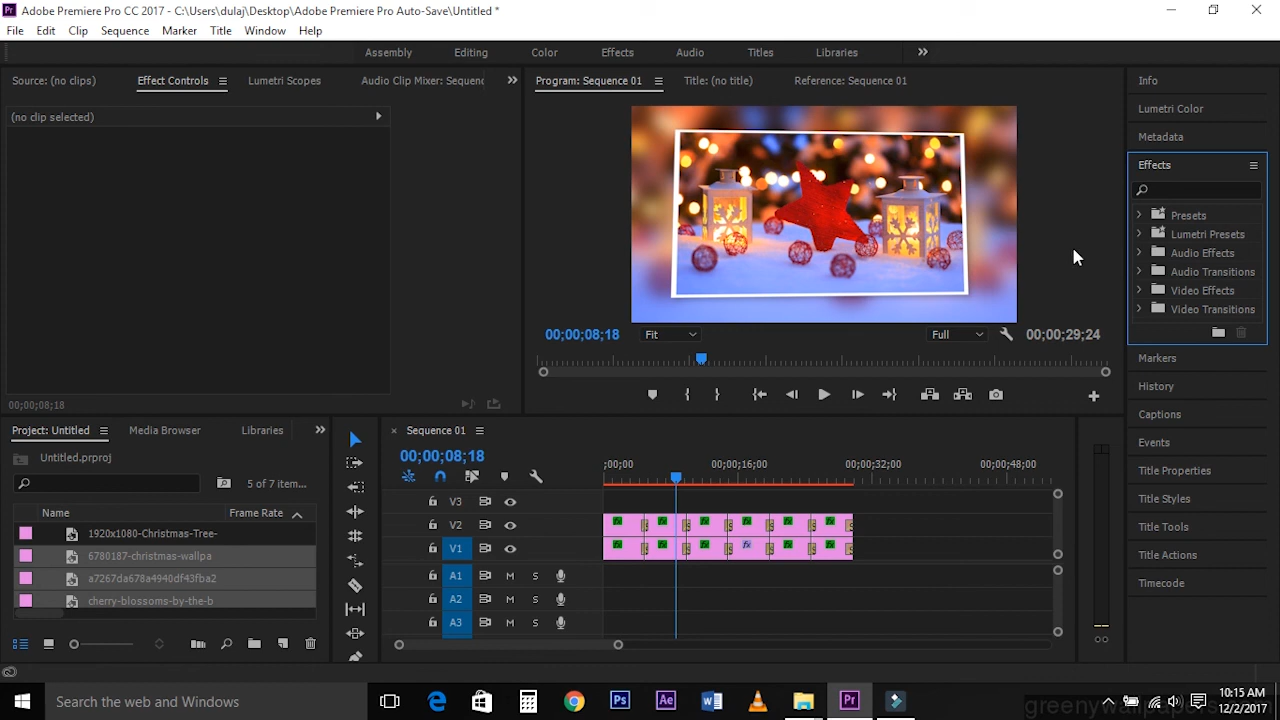 Adobe Premiere Pro CC 2017 - C:\Users\dulaj\Desktop\Adobe Premiere Pro Auto-Save\Untitled *
File Edit Clip Sequence Marker Title Window Help
Assembly Editing Color Effects Audio Titles Libraries
Source: (no clips) Effect Controls Lumetri Scopes Audio Clip Mixer: Sequenc
Program: Sequence 01 Title: (no title) Reference: Sequence 01
Info
Lumetri Color
Metadata
Effects
Presets
Lumetri Presets
Audio Effects
Audio Transitions
Video Effects
Video Transitions
Markers
History
Captions
Events
Title Properties
Title Styles
Title Tools
Title Actions
Timecode
(no clip selected)
00;00;08;18
00;00;08;18 Fit Full 00;00;29;24
Project: Untitled Media Browser Libraries
Untitled.prproj
5 of 7 item...
Name Frame Rate
1920x1080-Christmas-Tree-
6780187-christmas-wallpa
a7267da678a4940df43fba2
cherry-blossoms-by-the-b
Sequence 01
00;00;08;18
;00;00 00;00;16;00 00;00;32;00 00;00;48;00
V3
V2
V1
A1 M S
A2 M S
A3 M S
Search the web and Windows
10:15 AM
12/2/2017